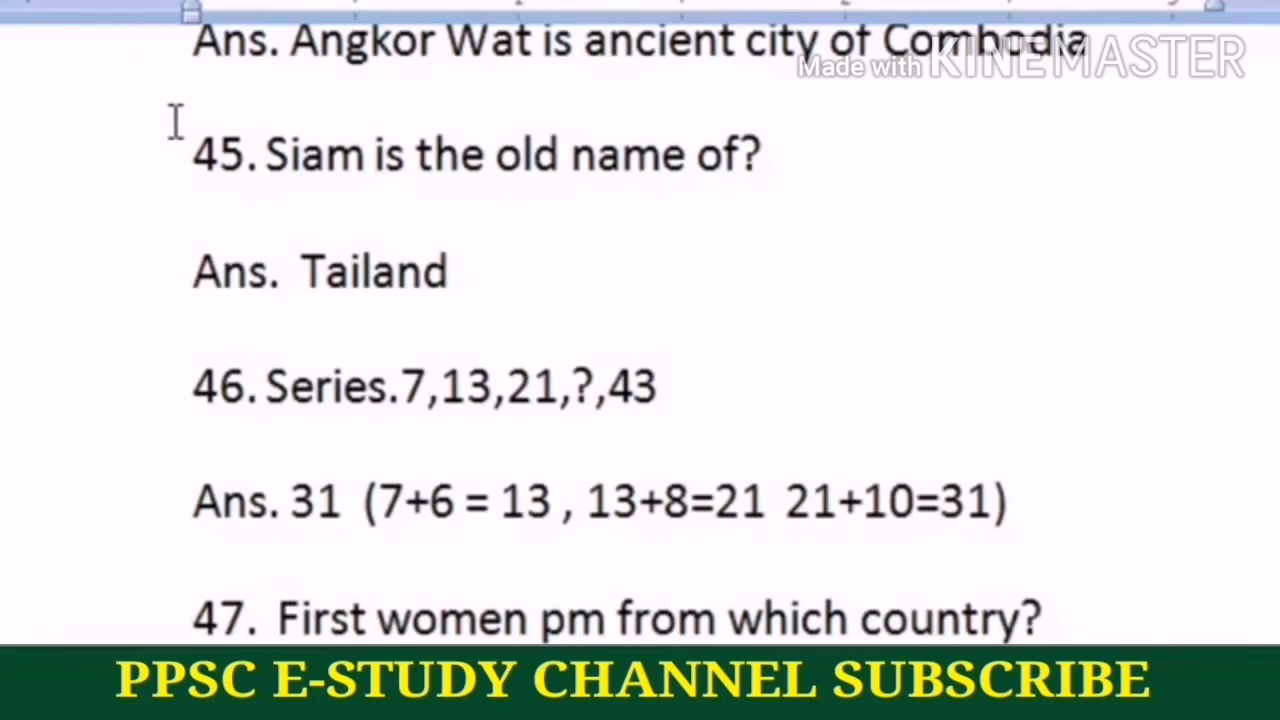 Ans. Angkor Wat is ancient city of Combodia
Made with KINEMASTER
45. Siam is the old name of?
Ans. Tailand
46. Series.7,13,21,?,43
Ans. 31 (7+6 = 13 , 13+8=21 21+10=31)
47. First women pm from which country?
PPSC E-STUDY CHANNEL SUBSCRIBE